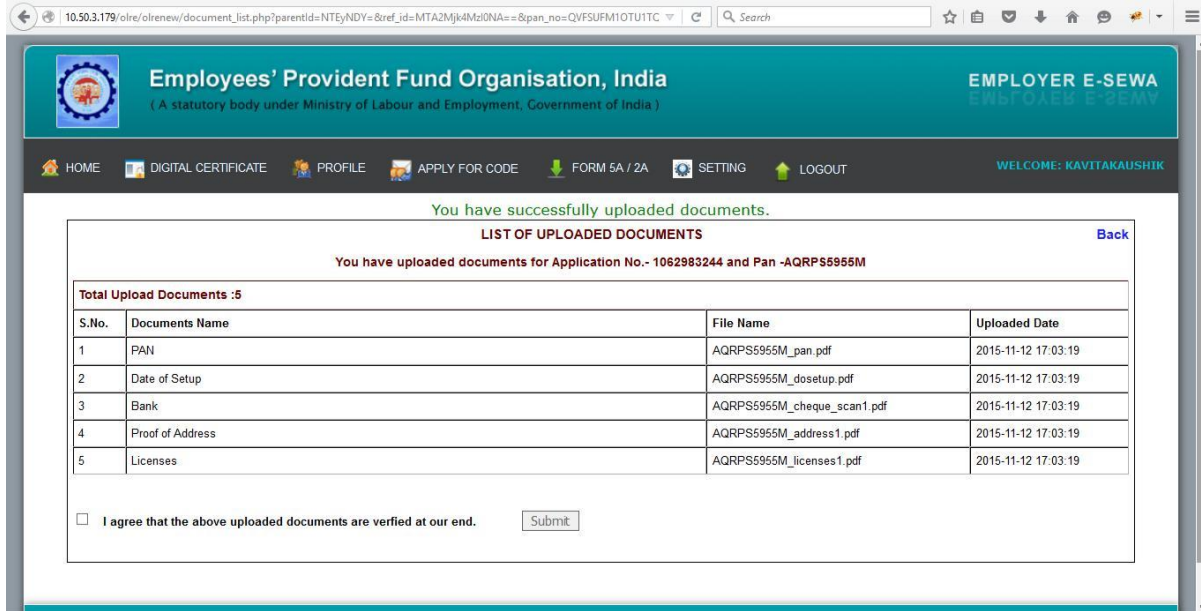 10.50.3.179/olre/olrenew/document_list.php?parentId=NTEyNDY=&ref_id=MTA2Mjk4MzI0NA==&pan_no=QVFSUFM1OTU1TC
Search
Employees' Provident Fund Organisation, India
( A statutory body under Ministry of Labour and Employment, Government of India )
EMPLOYER E-SEWA
HOME DIGITAL CERTIFICATE PROFILE APPLY FOR CODE FORM 5A / 2A SETTING LOGOUT WELCOME: KAVITAKAUSHIK
You have successfully uploaded documents.
LIST OF UPLOADED DOCUMENTS Back
You have uploaded documents for Application No.- 1062983244 and Pan -AQRPS5955M
Total Upload Documents :5
S.No. Documents Name File Name Uploaded Date
1 PAN AQRPS5955M_pan.pdf 2015-11-12 17:03:19
2 Date of Setup AQRPS5955M_dosetup.pdf 2015-11-12 17:03:19
3 Bank AQRPS5955M_cheque_scan1.pdf 2015-11-12 17:03:19
4 Proof of Address AQRPS5955M_address1.pdf 2015-11-12 17:03:19
5 Licenses AQRPS5955M_licenses1.pdf 2015-11-12 17:03:19
I agree that the above uploaded documents are verfied at our end. Submit